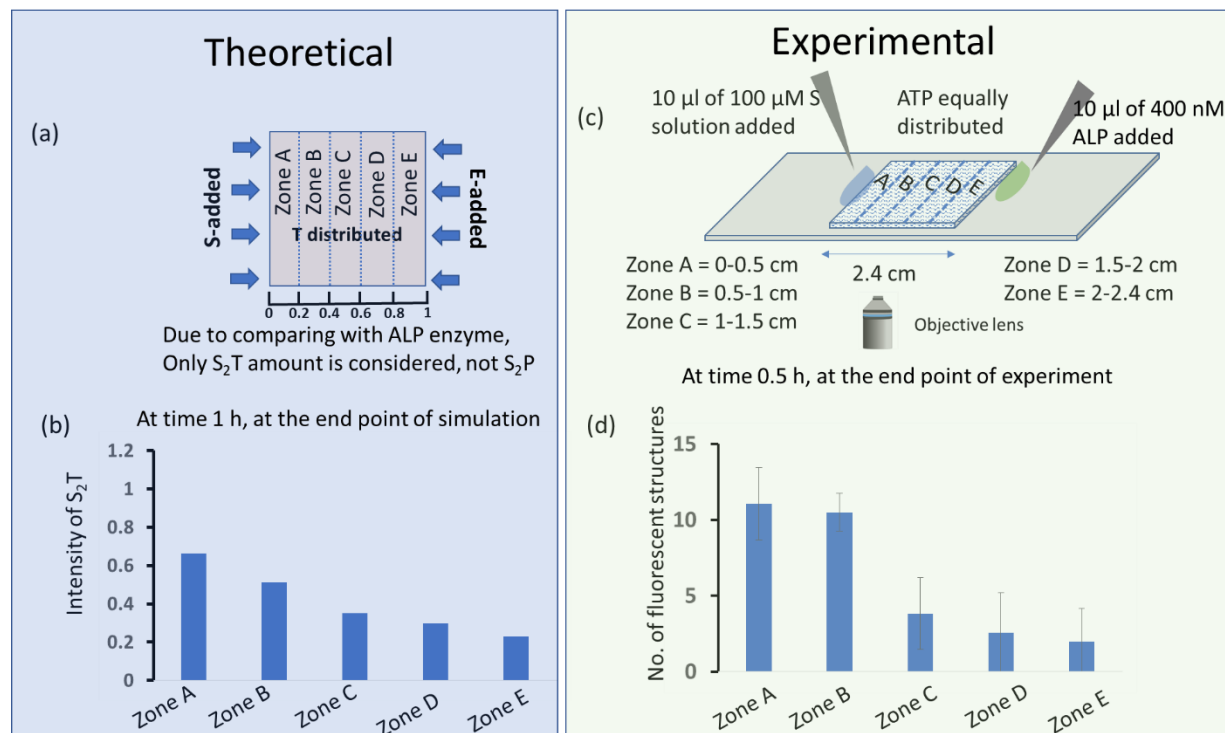 Theoretical
(a)
S-added
Zone A
Zone B
Zone C
Zone D
Zone E
T distributed
E-added
0 0.2 0.4 0.6 0.8 1
Due to comparing with ALP enzyme,
Only S₂T amount is considered, not S₂P
At time 1 h, at the end point of simulation
(b)
Intensity of S₂T
1.2
1
0.8
0.6
0.4
0.2
0
Zone A Zone B Zone C Zone D Zone E
Experimental
(c)
10 µl of 100 µM S
solution added
ATP equally
distributed
10 µl of 400 nM
ALP added
A B C D E
2.4 cm
Zone A = 0-0.5 cm
Zone B = 0.5-1 cm
Zone C = 1-1.5 cm
Zone D = 1.5-2 cm
Zone E = 2-2.4 cm
Objective lens
At time 0.5 h, at the end point of experiment
(d)
No. of fluorescent structures
15
10
5
0
Zone A Zone B Zone C Zone D Zone E